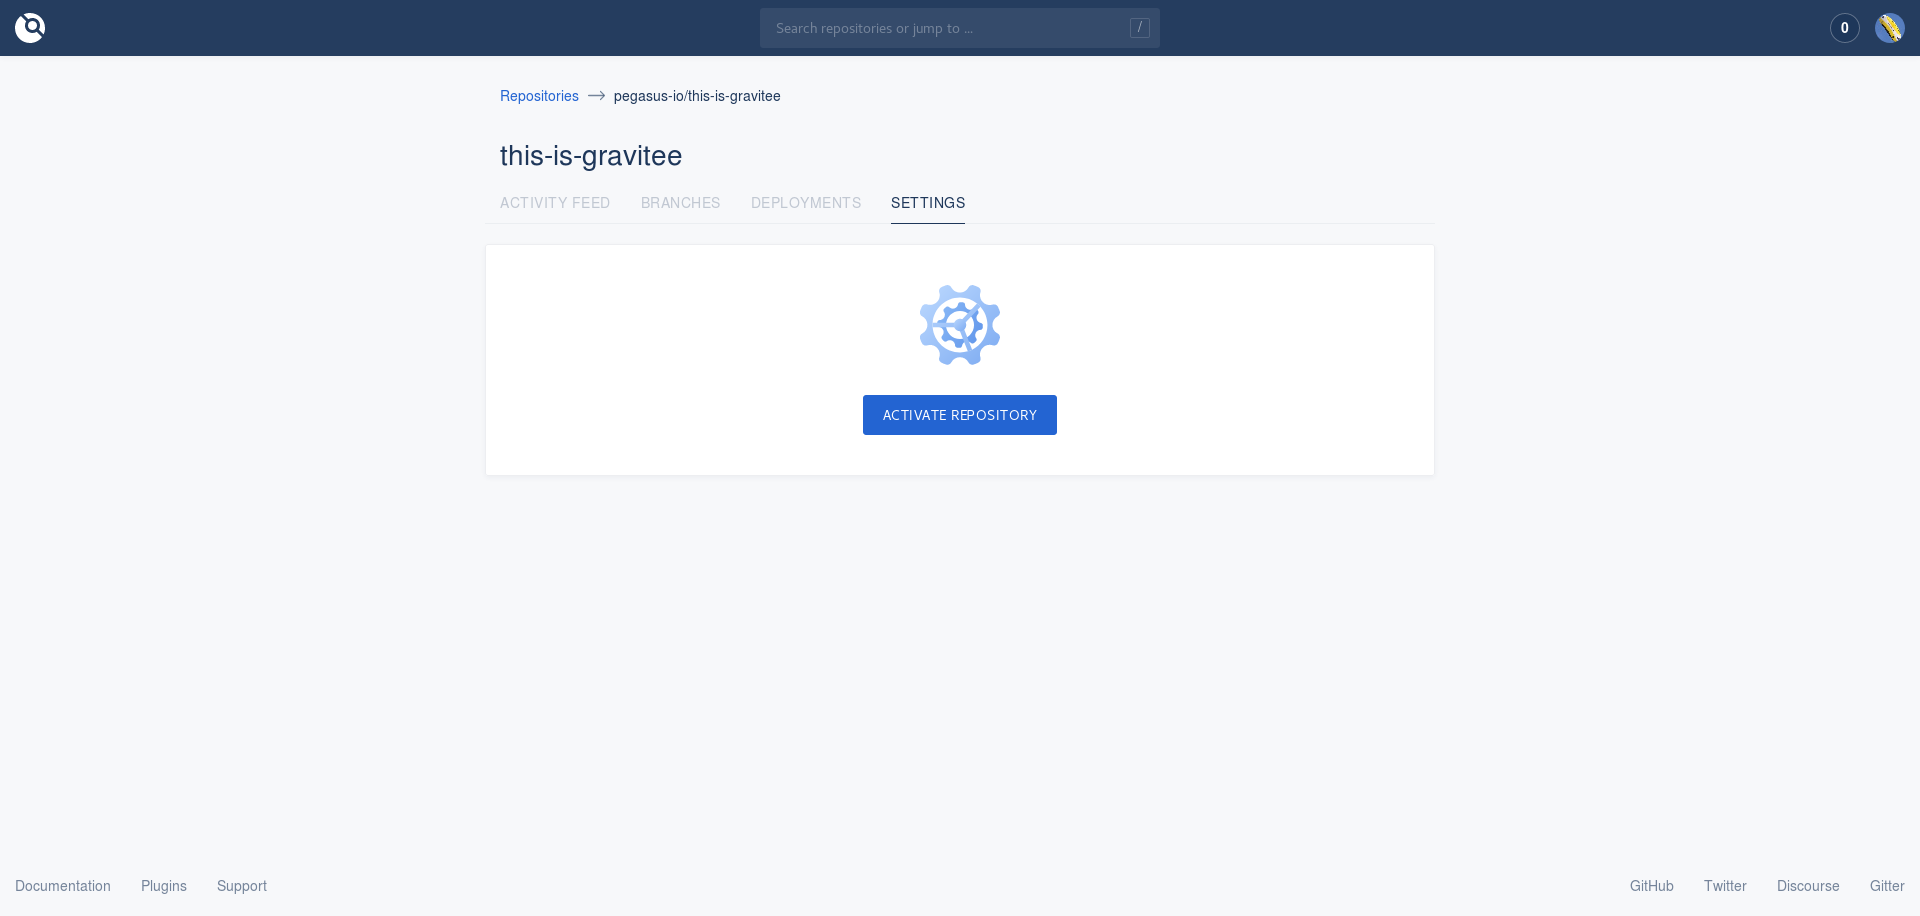 Search repositories or jump to ...
/
0
Repositories
pegasus-io/this-is-gravitee
this-is-gravitee
ACTIVITY FEED
BRANCHES
DEPLOYMENTS
SETTINGS
ACTIVATE REPOSITORY
Documentation
Plugins
Support
GitHub
Twitter
Discourse
Gitter